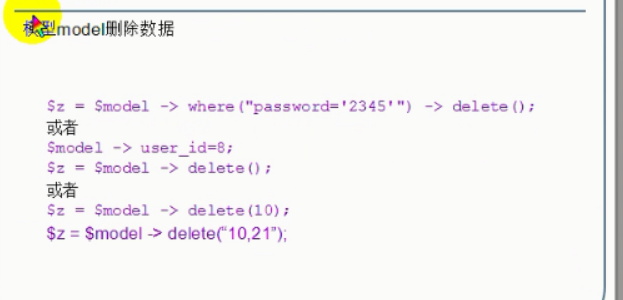 模型model删除数据
$z = $model -> where("password='2345'") -> delete();
或者
$model -> user_id=8;
$z = $model -> delete();
或者
$z = $model -> delete(10);
$z = $model -> delete(“10,21”);